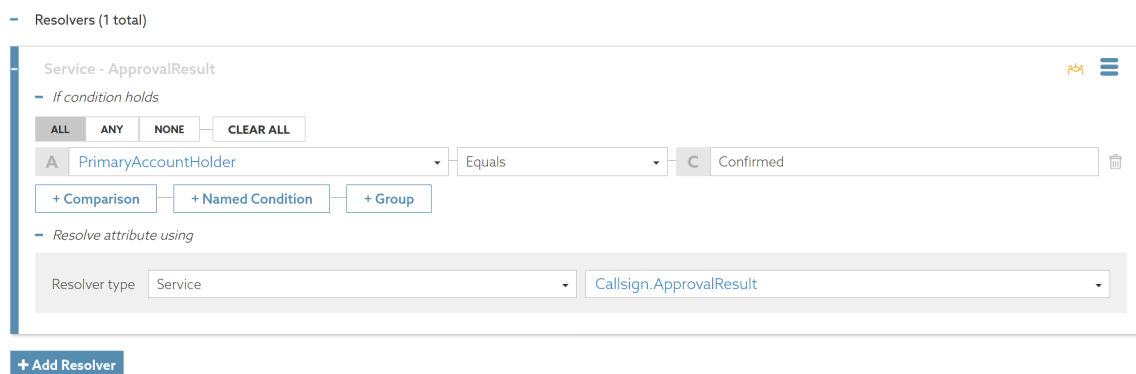 Resolvers (1 total)
Service - ApprovalResult
If condition holds
ALL ANY NONE CLEAR ALL
A PrimaryAccountHolder Equals C Confirmed
+ Comparison + Named Condition + Group
Resolve attribute using
Resolver type Service Callsign.ApprovalResult
+ Add Resolver